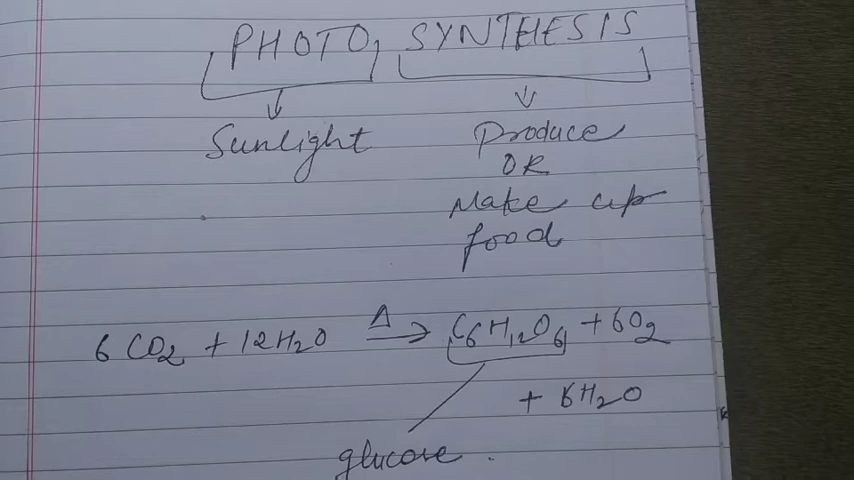 PHOTO, SYNTHESIS
Sunlight
Produce
OR
Make up
food
6 CO2 + 12H2O Δ → C6H12O6 + 6O2
+ 6H2O
glucose.